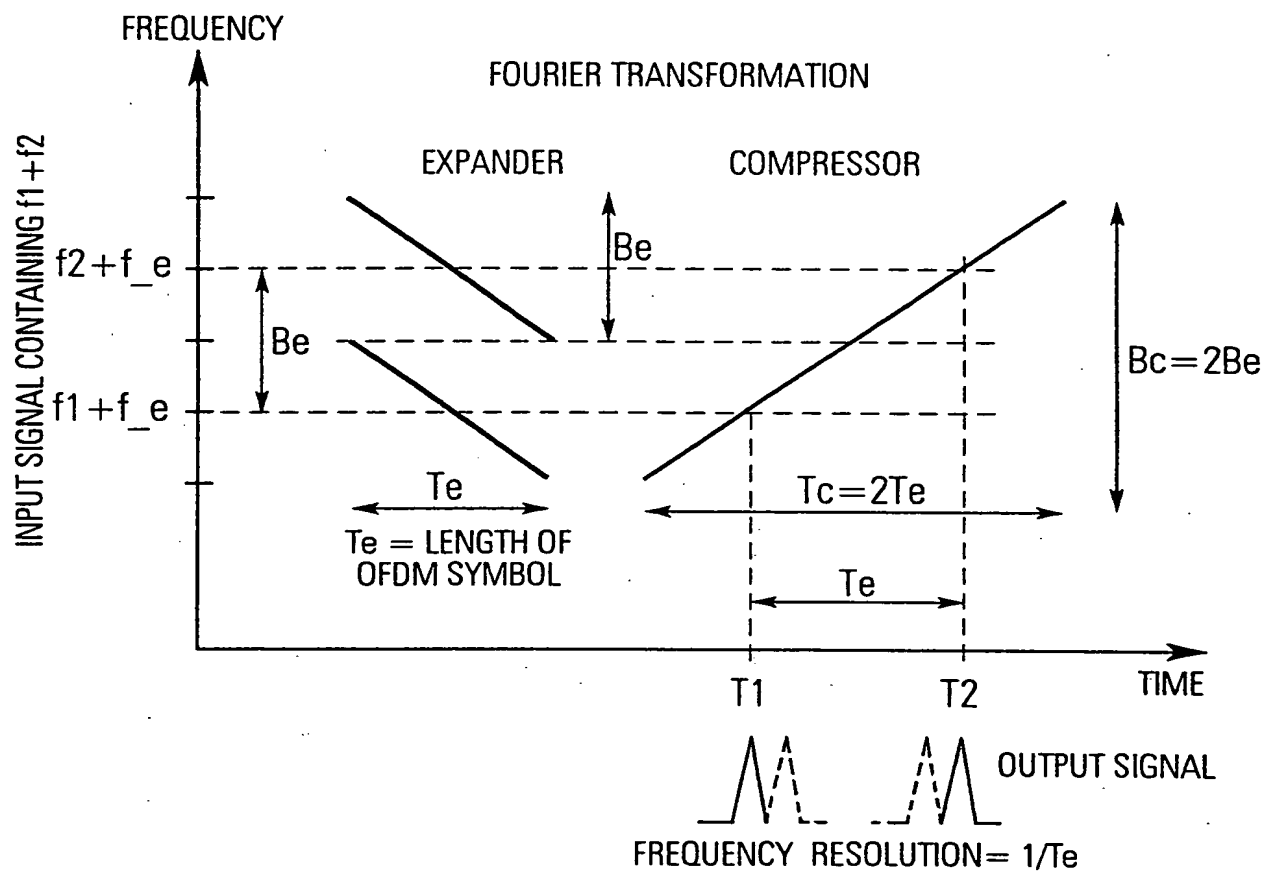 FREQUENCY
FOURIER TRANSFORMATION
EXPANDER
COMPRESSOR
INPUT SIGNAL CONTAINING f1+f2
f2+f_e
Be
Be
f1+f_e
Bc=2Be
Te
Tc=2Te
Te = LENGTH OF
OFDM SYMBOL
Te
T1
T2
TIME
OUTPUT SIGNAL
FREQUENCY RESOLUTION= 1/Te